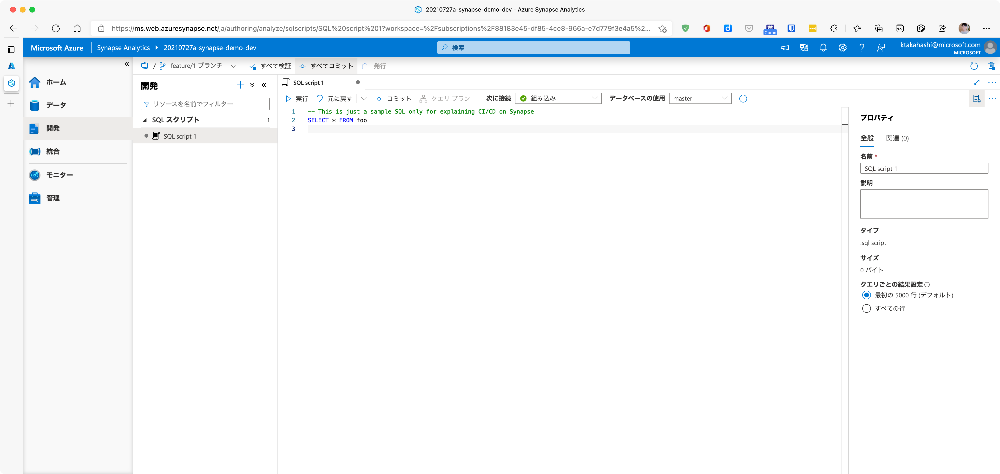 20210727a-synapse-demo-dev - Azure Synapse Analytics
https://ms.web.azuresynapse.net/ja/authoring/analyze/sqlscripts/SQL%20script%201?workspace=%2Fsubscriptions%2F88183e45-df85-4ce8-966a-e7d779f3e4a5%2...
英
Comn
Microsoft Azure
Synapse Analytics
20210727a-synapse-demo-dev
検索
ktakahashi@microsoft.com
MICROSOFT
/
feature/1 ブランチ
すべて検証
すべてコミット
発行
ホーム
データ
開発
統合
モニター
管理
開発
リソースを名前でフィルター
SQL スクリプト
1
SQL script 1
SQL script 1
実行
元に戻す
コミット
クエリ プラン
次に接続
組み込み
データベースの使用
master
1 -- This is just a sample SQL only for explaining CI/CD on Synapse
2 SELECT * FROM foo
3
プロパティ
全般
関連 (0)
名前 *
SQL script 1
説明
タイプ
.sql script
サイズ
0 バイト
クエリごとの結果設定
最初の 5000 行 (デフォルト)
すべての行